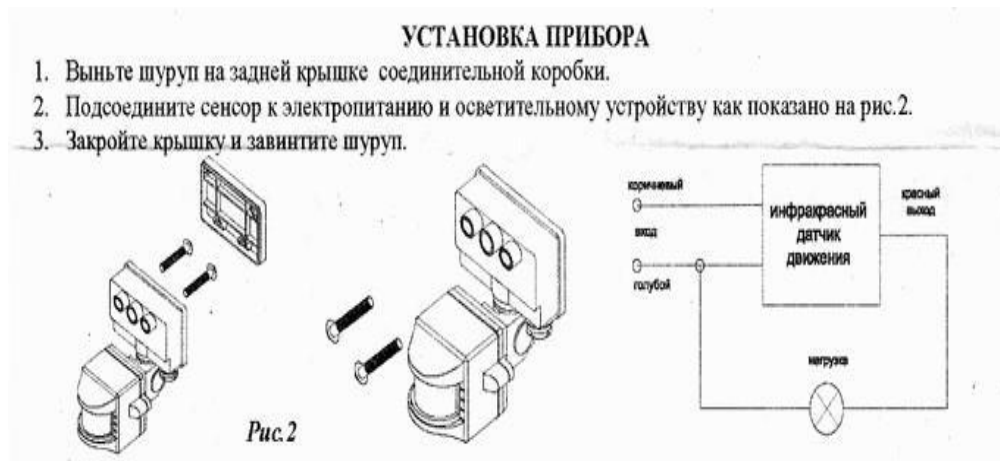 УСТАНОВКА ПРИБОРА
1. Выньте шуруп на задней крышке соединительной коробки.
2. Подсоедините сенсор к электропитанию и осветительному устройству как показано на рис.2.
3. Закройте крышку и завинтите шуруп.
коричневый
вход
голубой
инфракрасный
датчик
движения
красный
выход
нагрузка
Рис.2